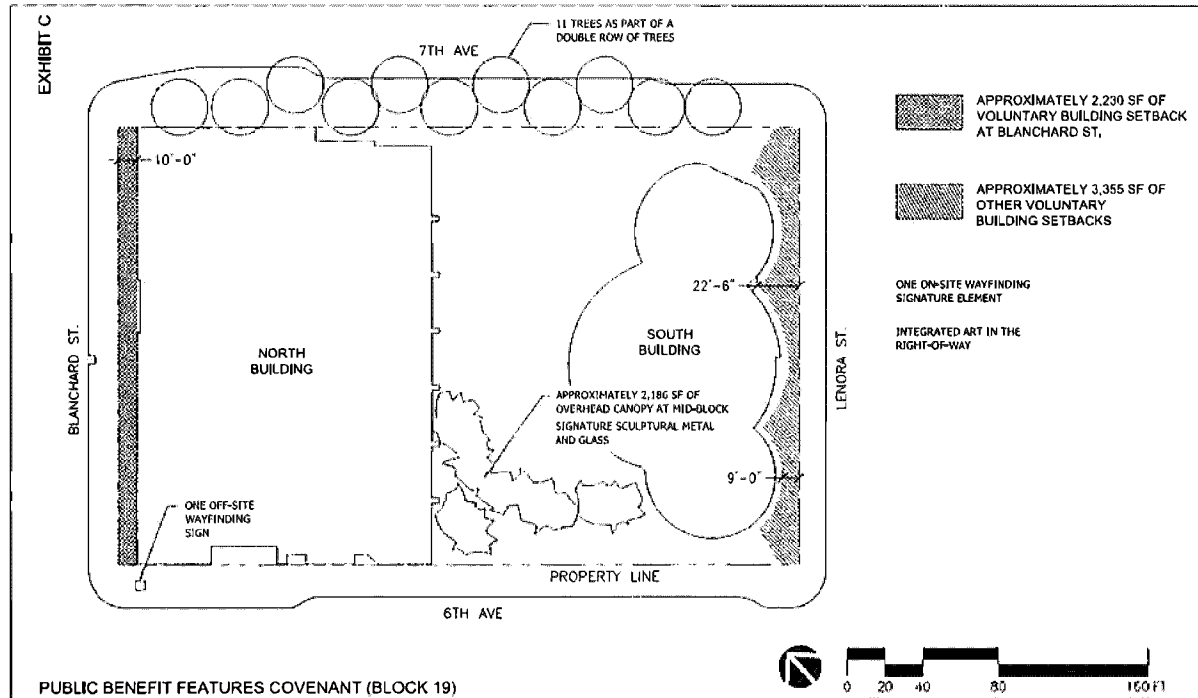 EXHIBIT C
11 TREES AS PART OF A
DOUBLE ROW OF TREES
7TH AVE
APPROXIMATELY 2,230 SF OF
VOLUNTARY BUILDING SETBACK
AT BLANCHARD ST,
APPROXIMATELY 3,355 SF OF
OTHER VOLUNTARY
BUILDING SETBACKS
ONE ON-SITE WAYFINDING
SIGNATURE ELEMENT
INTEGRATED ART IN THE
RIGHT-OF-WAY
10'-0"
22'-6"
BLANCHARD ST.
NORTH
BUILDING
SOUTH
BUILDING
LENORA ST.
APPROXIMATELY 2,186 SF OF
OVERHEAD CANOPY AT MID-BLOCK
SIGNATURE SCULPTURAL METAL
AND GLASS
9'-0"
ONE OFF-SITE
WAYFINDING
SIGN
PROPERTY LINE
6TH AVE
PUBLIC BENEFIT FEATURES COVENANT (BLOCK 19)
0 20 40 80 160 FT